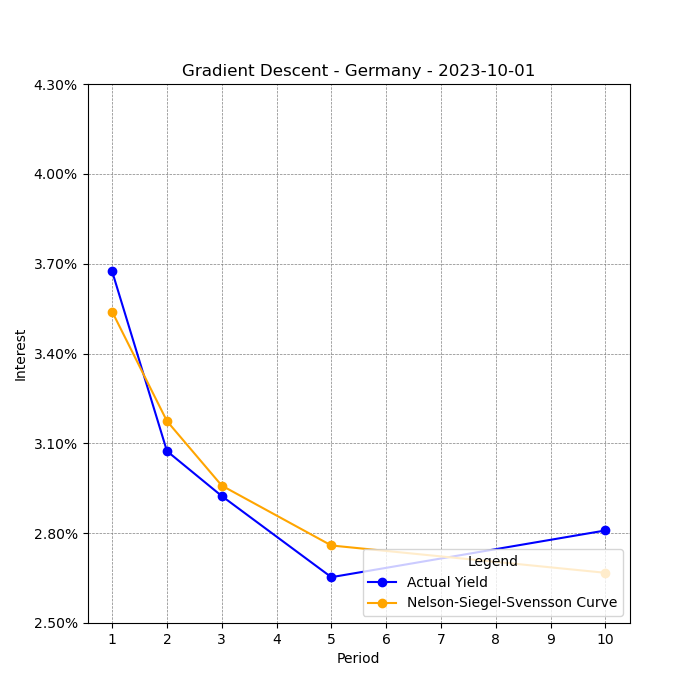 Gradient Descent - Germany - 2023-10-01
4.30%
4.00%
3.70%
3.40%
3.10%
2.80%
2.50%
Interest
Legend
Actual Yield
Nelson-Siegel-Svensson Curve
1 2 3 4 5 6 7 8 9 10
Period